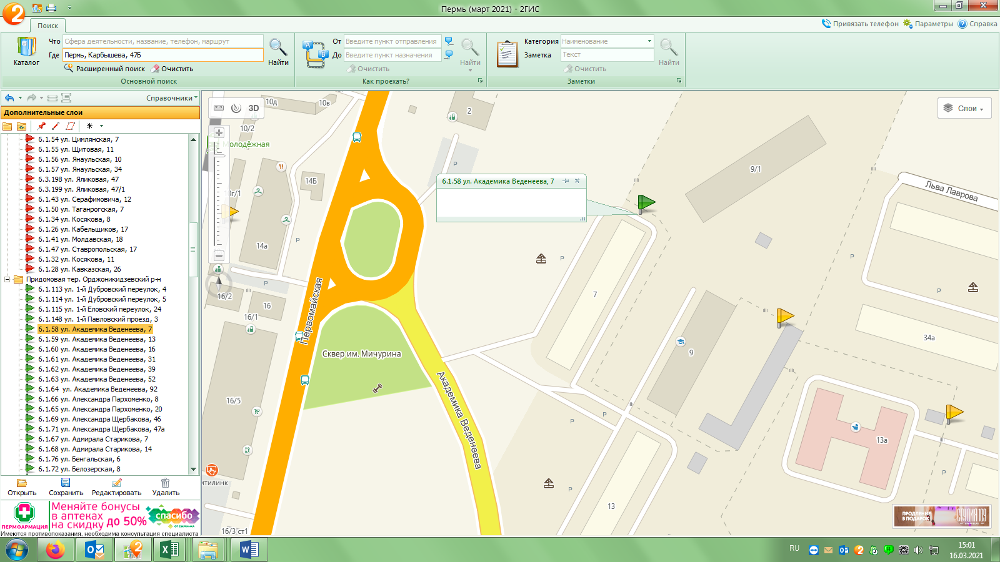 Пермь (март 2021) - 2ГИС
Поиск
Привязать телефон
Параметры
Справка
Каталог
Что
Сфера деятельности, название, телефон, маршрут
Где
Пермь, Карбышева, 47Б
Расширенный поиск
Очистить
Найти
Основной поиск
От
Введите пункт отправления
До
Введите пункт назначения
Очистить
Найти
Как проехать?
Категория
Наименование
Заметка
Текст
Очистить
Найти
Заметки
Справочники
Дополнительные слои
6.1.54 ул. Цимлянская, 7
6.1.55 ул. Щитовая, 11
6.1.56 ул. Янаульская, 10
6.1.57 ул. Янаульская, 34
6.3.198 ул. Яликовая, 47
6.3.199 ул. Яликовая, 47/1
6.1.43 ул. Серафимовича, 12
6.1.50 ул. Таганрогская, 7
6.1.34 ул. Косякова, 8
6.1.26 ул. Кабельщиков, 17
6.1.41 ул. Молдавская, 18
6.1.47 ул. Ставропольская, 17
6.1.32 ул. Косякова, 11
6.1.28 ул. Кавказская, 26
Придомовая тер. Орджоникидзевский р-н
6.1.113 ул. 1-й Дубровский переулок, 4
6.1.114 ул. 1-й Дубровский переулок, 5
6.1.115 ул. 1-й Еловский переулок, 24
6.1.148 ул. 1-й Павловский проезд, 3
6.1.58 ул. Академика Веденеева, 7
6.1.59 ул. Академика Веденеева, 13
6.1.60 ул. Академика Веденеева, 16
6.1.61 ул. Академика Веденеева, 31
6.1.62 ул. Академика Веденеева, 39
6.1.63 ул. Академика Веденеева, 52
6.1.64 ул. Академика Веденеева, 92
6.1.66 ул. Александра Пархоменко, 8
6.1.65 ул. Александра Пархоменко, 20
6.1.69 ул. Александра Щербакова, 46
6.1.71 ул. Александра Щербакова, 47а
6.1.67 ул. Адмирала Старикова, 7
6.1.68 ул. Адмирала Старикова, 14
6.1.76 ул. Бенгальская, 6
6.1.72 ул. Белозерская, 8
Открыть
Сохранить
Редактировать
Удалить
ПЕРМФАРМАЦИЯ
Меняйте бонусы
в аптеках
на скидку до 50%
спасибо
ОТ СБЕРБАНКА
Имеются противопоказания, необходима консультация специалиста
3D
Слои
10д
10в
10/2
Молодёжная
10г/1
14Б
14а
2
P
P
P
16/2
16
16/1
16/5
16/3 ст1
итилинк
Первомайская
Сквер им. Мичурина
Академика Веденеева
6.1.58 ул. Академика Веденеева, 7
9/1
Льва Лаврова
P
P
P
7
9
34а
P
P
13а
P
13
P
ПРОДЛЕНИЕ
В ПОДАРОК
СТУДИЯ 109
RU
15:01
16.03.2021